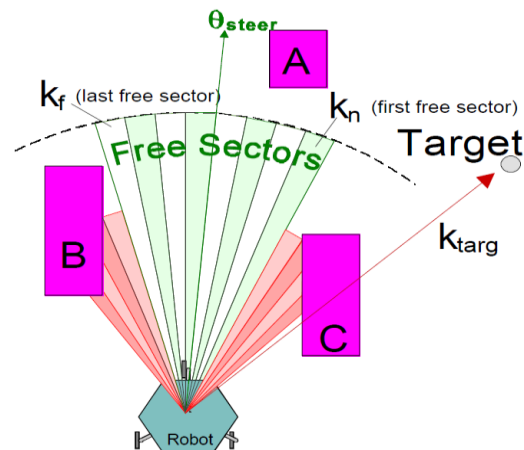 θsteer
A
kf (last free sector)
kn (first free sector)
Target
Free Sectors
B
ktarg
C
Robot